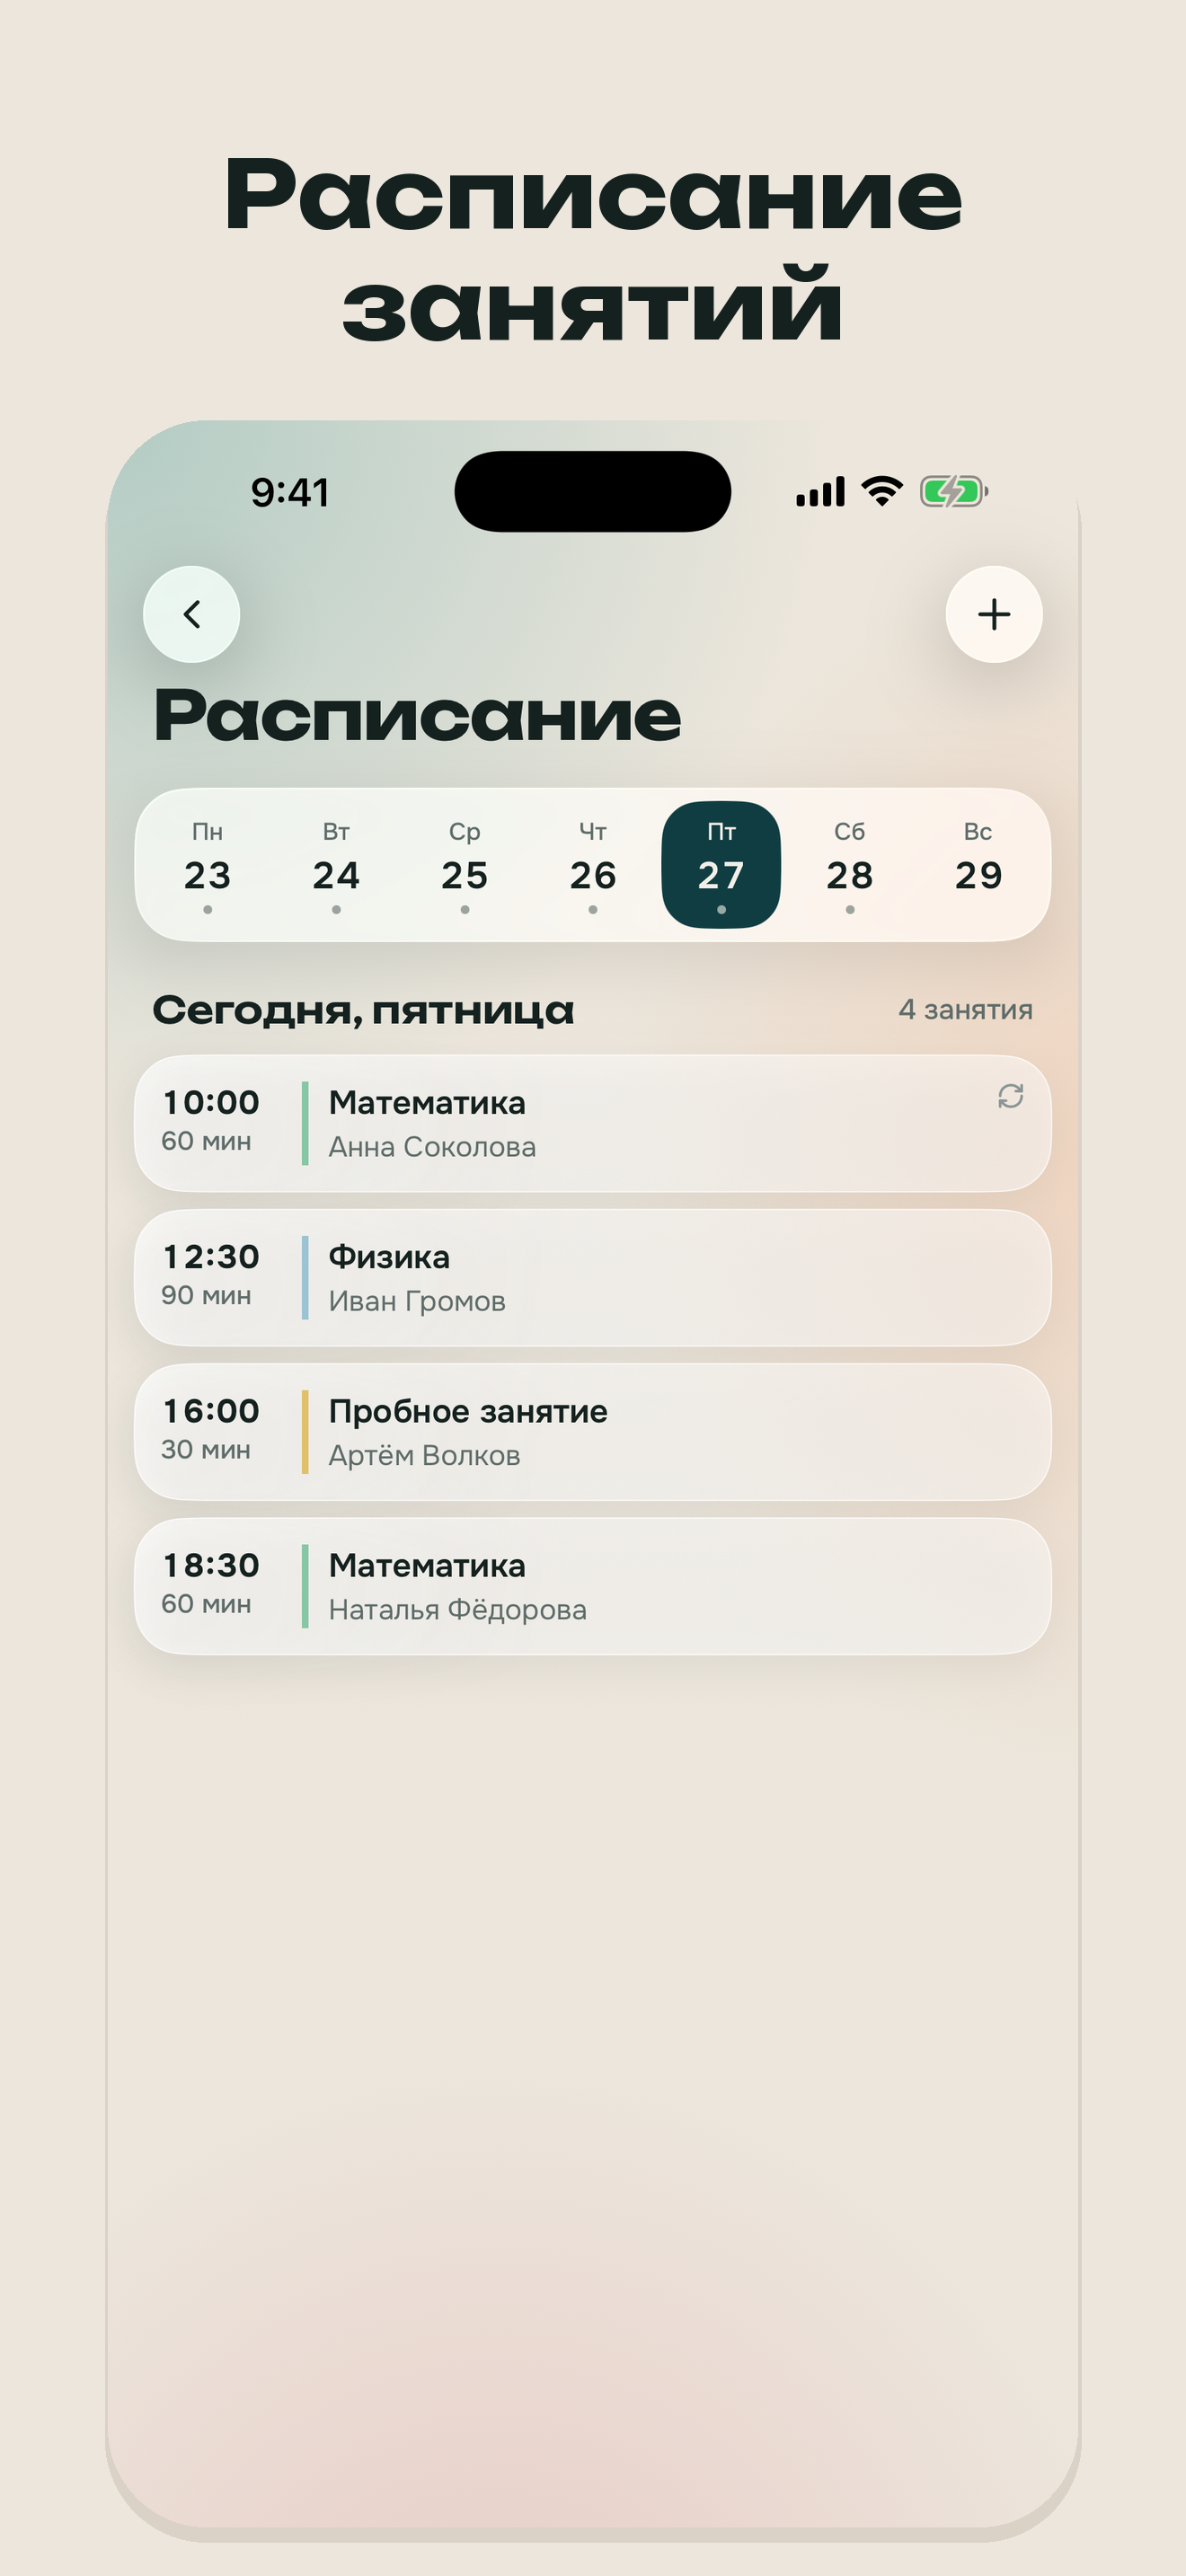 Расписание
занятий
9:41
Расписание
Пн Вт Ср Чт Пт Сб Вс
23 24 25 26 27 28 29
Сегодня, пятница 4 занятия
10:00 Математика
60 мин Анна Соколова
12:30 Физика
90 мин Иван Громов
16:00 Пробное занятие
30 мин Артём Волков
18:30 Математика
60 мин Наталья Фёдорова